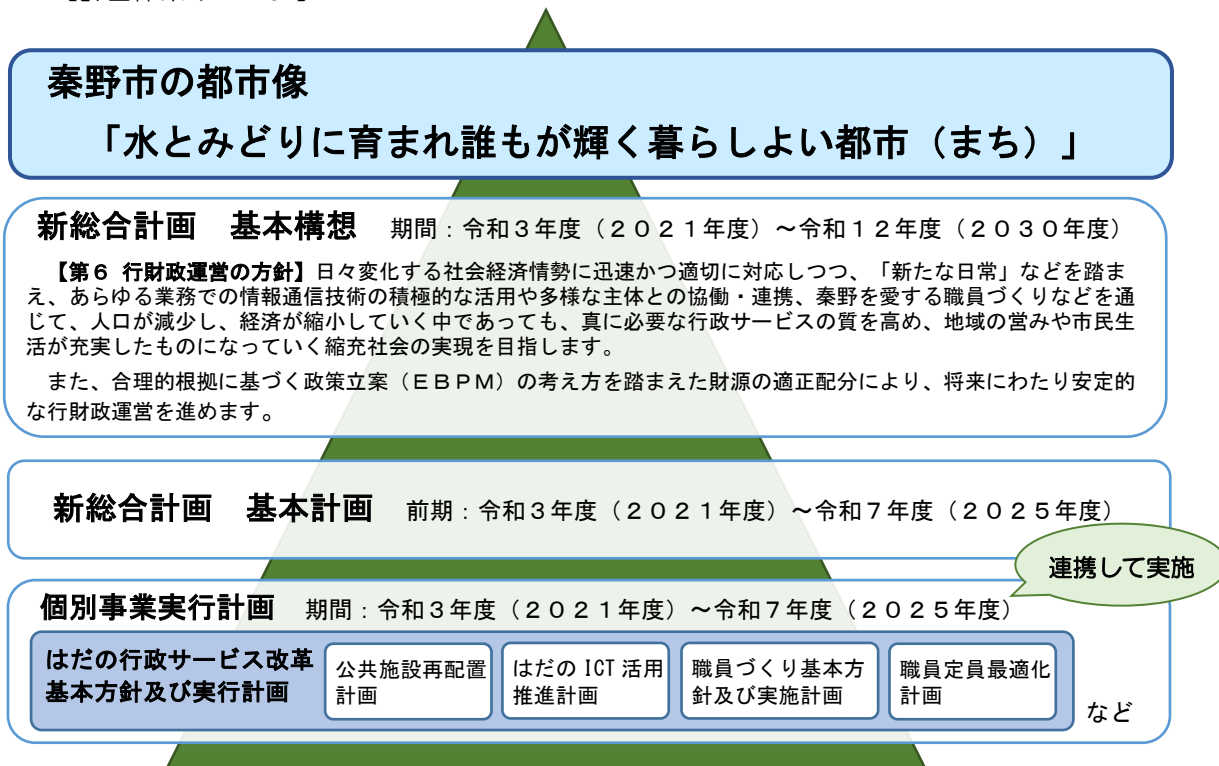 秦野市の都市像
「水とみどりに育まれ誰もが輝く暮らしよい都市（まち）」
新総合計画　基本構想　期間：令和３年度（２０２１年度）～令和１２年度（２０３０年度）
【第６ 行財政運営の方針】日々変化する社会経済情勢に迅速かつ適切に対応しつつ、「新たな日常」などを踏ま
え、あらゆる業務での情報通信技術の積極的な活用や多様な主体との協働・連携、秦野を愛する職員づくりなどを通
じて、人口が減少し、経済が縮小していく中であっても、真に必要な行政サービスの質を高め、地域の営みや市民生
活が充実したものになっていく縮充社会の実現を目指します。
また、合理的根拠に基づく政策立案（ＥＢＰＭ）の考え方を踏まえた財源の適正配分により、将来にわたり安定的
な行財政運営を進めます。
新総合計画　基本計画　前期：令和３年度（２０２１年度）～令和７年度（２０２５年度）
連携して実施
個別事業実行計画　期間：令和３年度（２０２１年度）～令和７年度（２０２５年度）
はだの行政サービス改革
基本方針及び実行計画
公共施設再配置
計画
はだの ICT 活用
推進計画
職員づくり基本方
針及び実施計画
職員定員最適化
計画
など